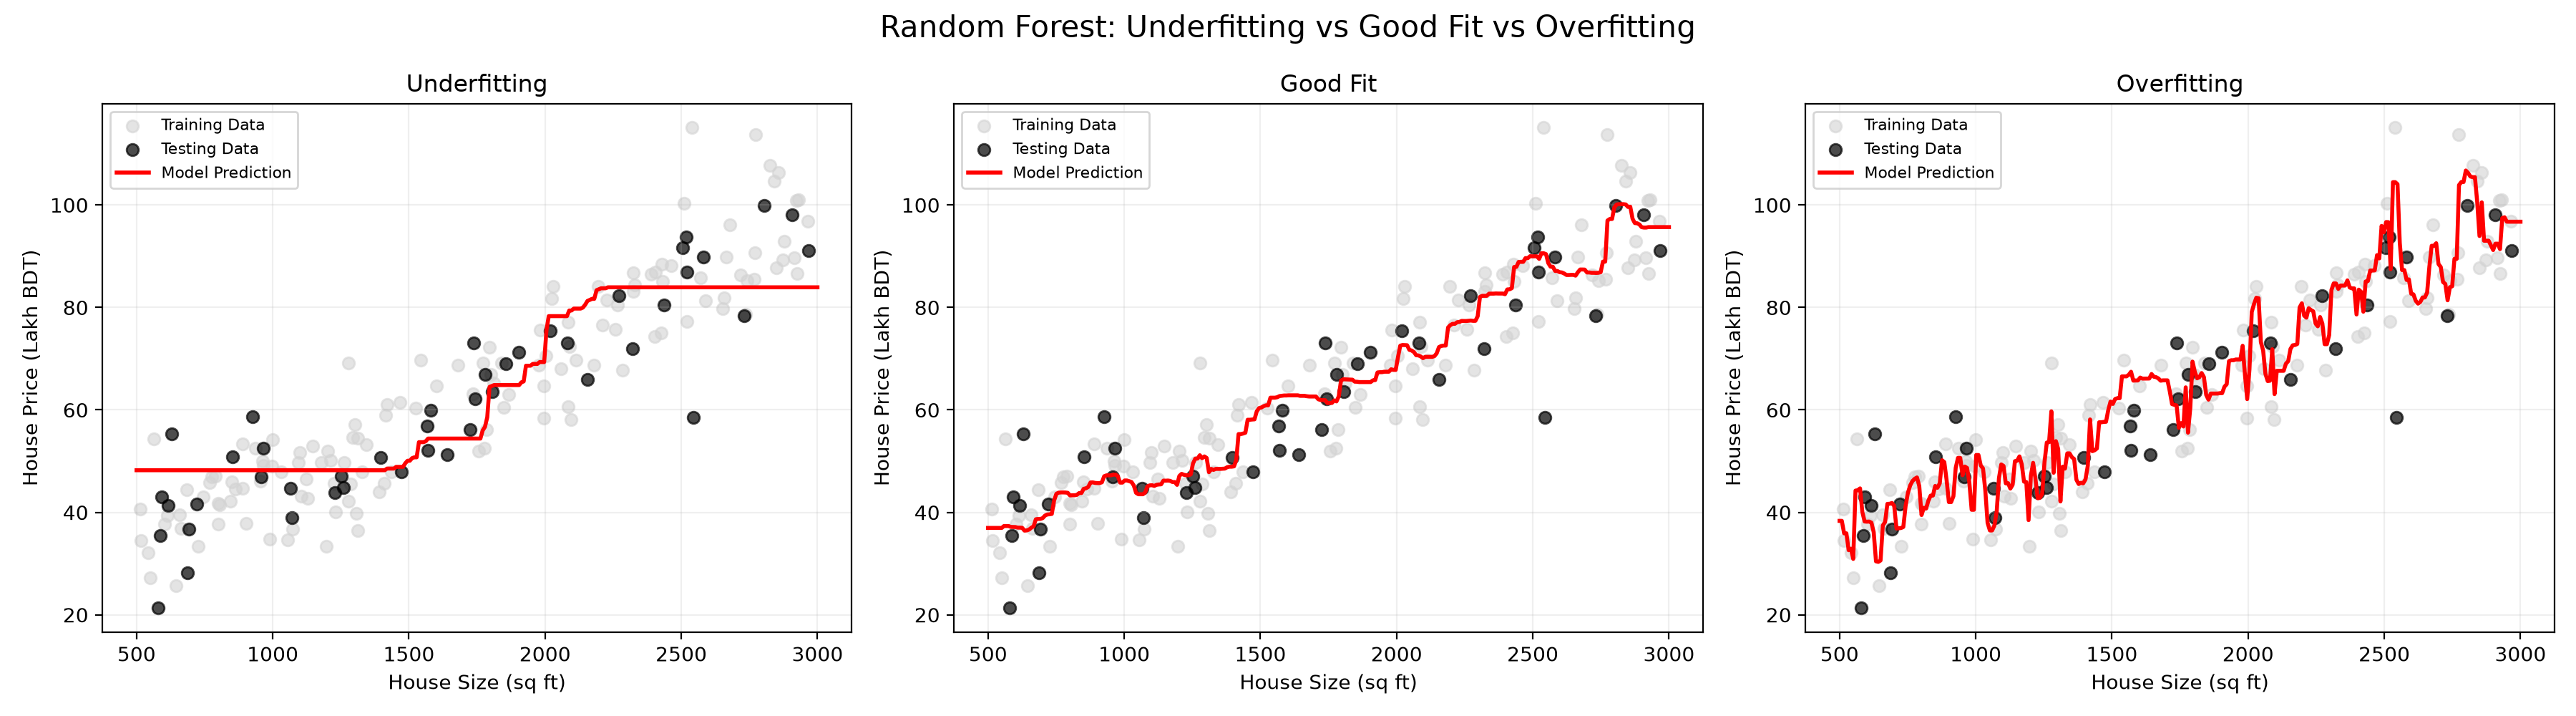 Random Forest: Underfitting vs Good Fit vs Overfitting
Underfitting
Training Data
Testing Data
Model Prediction
House Price (Lakh BDT)
100
80
60
40
20
500 1000 1500 2000 2500 3000
House Size (sq ft)
Good Fit
Training Data
Testing Data
Model Prediction
House Price (Lakh BDT)
100
80
60
40
20
500 1000 1500 2000 2500 3000
House Size (sq ft)
Overfitting
Training Data
Testing Data
Model Prediction
House Price (Lakh BDT)
100
80
60
40
20
500 1000 1500 2000 2500 3000
House Size (sq ft)